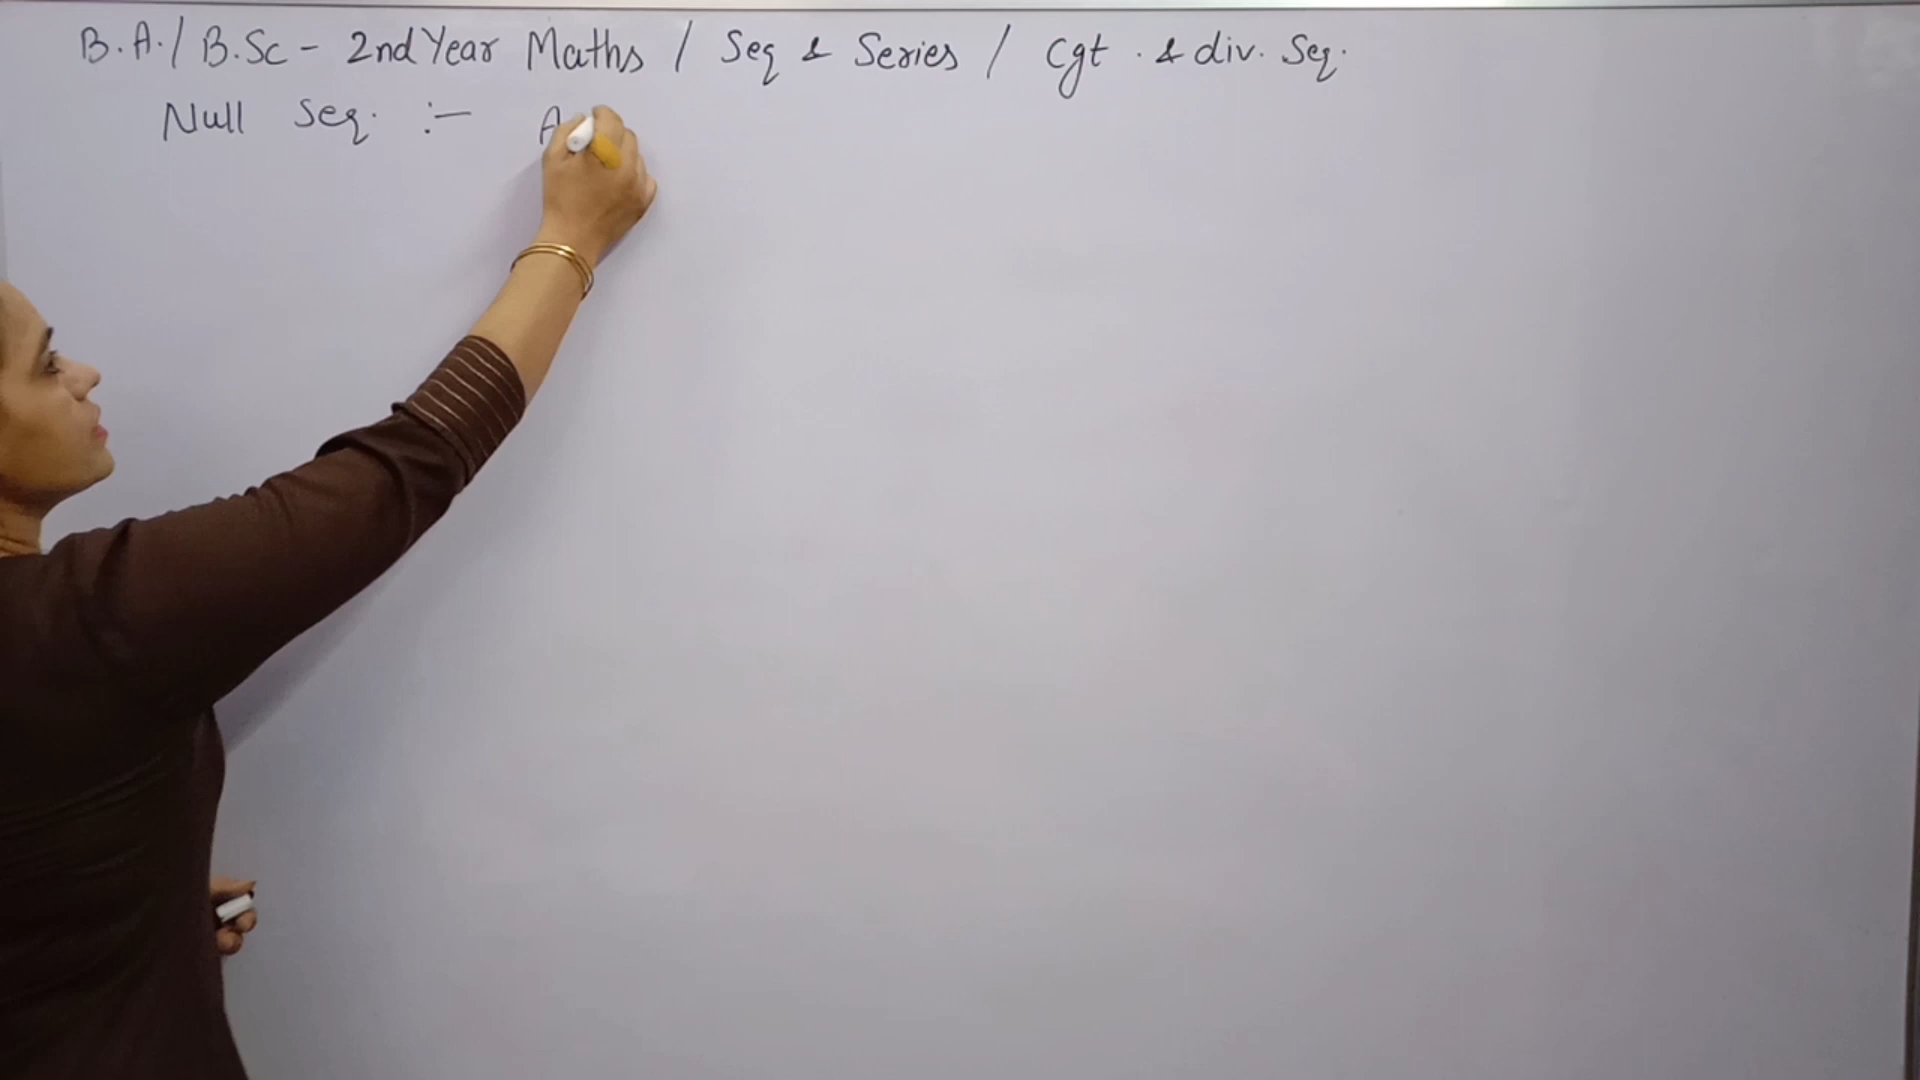 B.A./ B.Sc - 2nd Year Maths / Seq & Series / Cgt . & div. Seq.
Null Seq. :- A